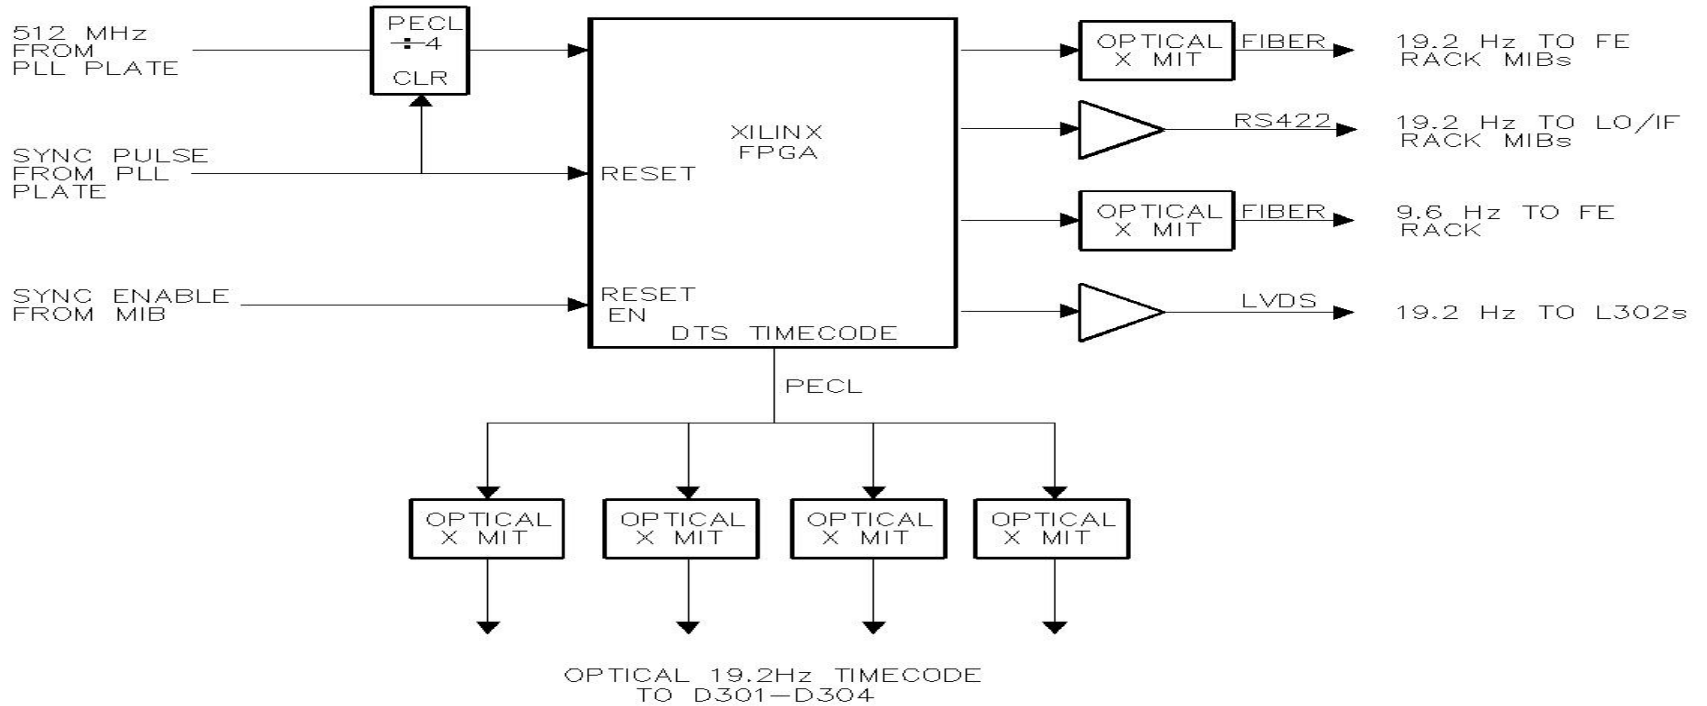 512 MHz
FROM
PLL PLATE
PECL
÷4
CLR
SYNC PULSE
FROM PLL
PLATE
SYNC ENABLE
FROM MIB
XILINX
FPGA
RESET
RESET
EN
DTS TIMECODE
OPTICAL
X MIT
FIBER
19.2 Hz TO FE
RACK MIBs
RS422
19.2 Hz TO LO/IF
RACK MIBs
OPTICAL
X MIT
FIBER
9.6 Hz TO FE
RACK
LVDS
19.2 Hz TO L302s
PECL
OPTICAL
X MIT
OPTICAL
X MIT
OPTICAL
X MIT
OPTICAL
X MIT
OPTICAL 19.2Hz TIMECODE
TO D301-D304